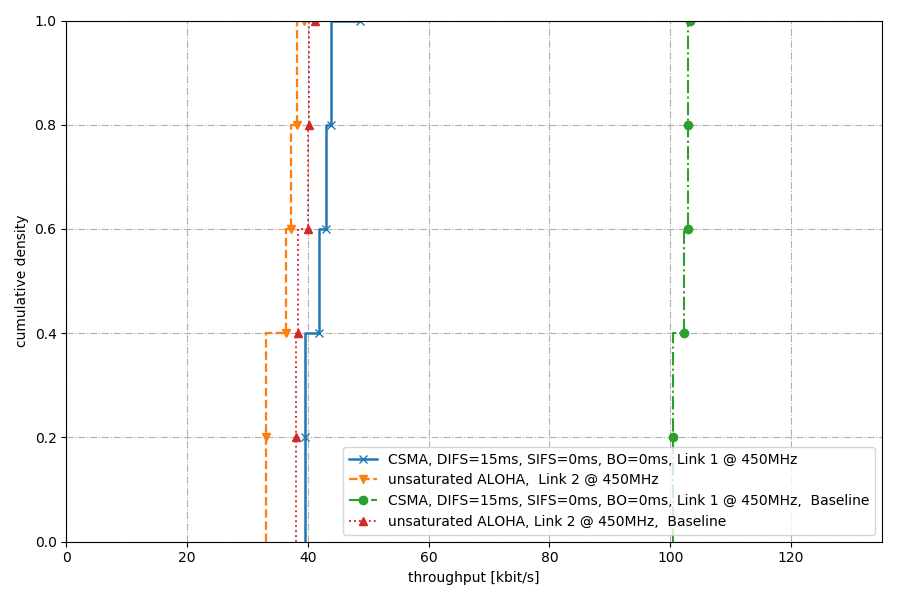 1.0
0.8
0.6
0.4
0.2
0.0
cumulative density
CSMA, DIFS=15ms, SIFS=0ms, BO=0ms, Link 1 @ 450MHz
unsaturated ALOHA,  Link 2 @ 450MHz
CSMA, DIFS=15ms, SIFS=0ms, BO=0ms, Link 1 @ 450MHz,  Baseline
unsaturated ALOHA, Link 2 @ 450MHz,  Baseline
0 20 40 60 80 100 120
throughput [kbit/s]